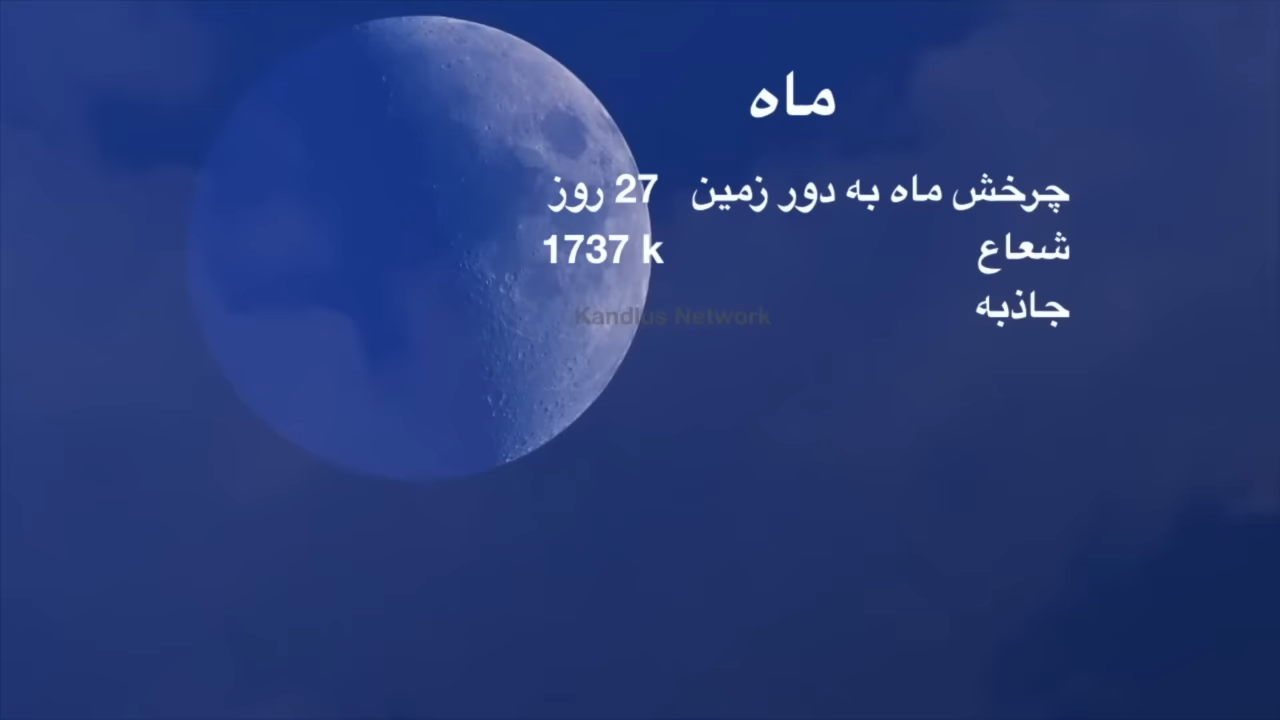 ماه
چرخش ماه به دور زمین 27 روز
شعاع 1737 k
جاذبه
Kandius Network